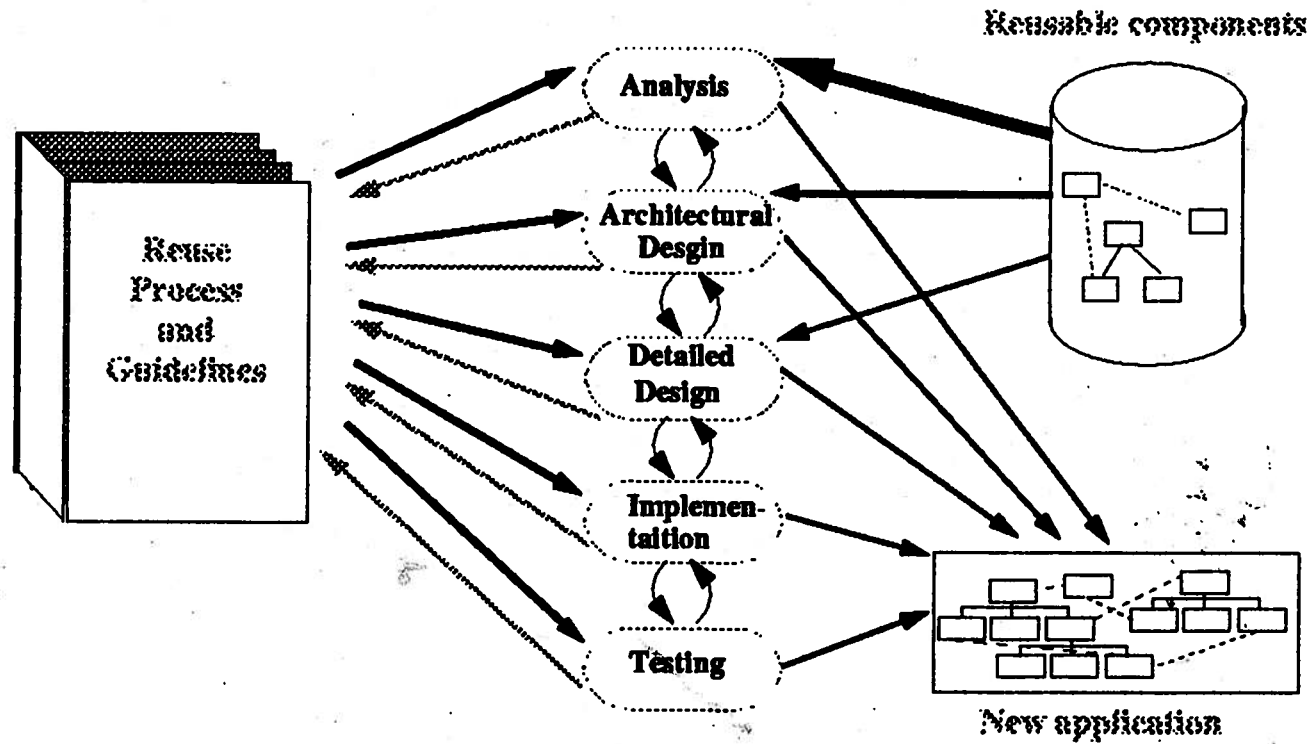 Reusable components
Analysis
Architectural
Desgin
Reuse
Process
and
Guidelines
Detailed
Design
Implemen-
taition
Testing
New application